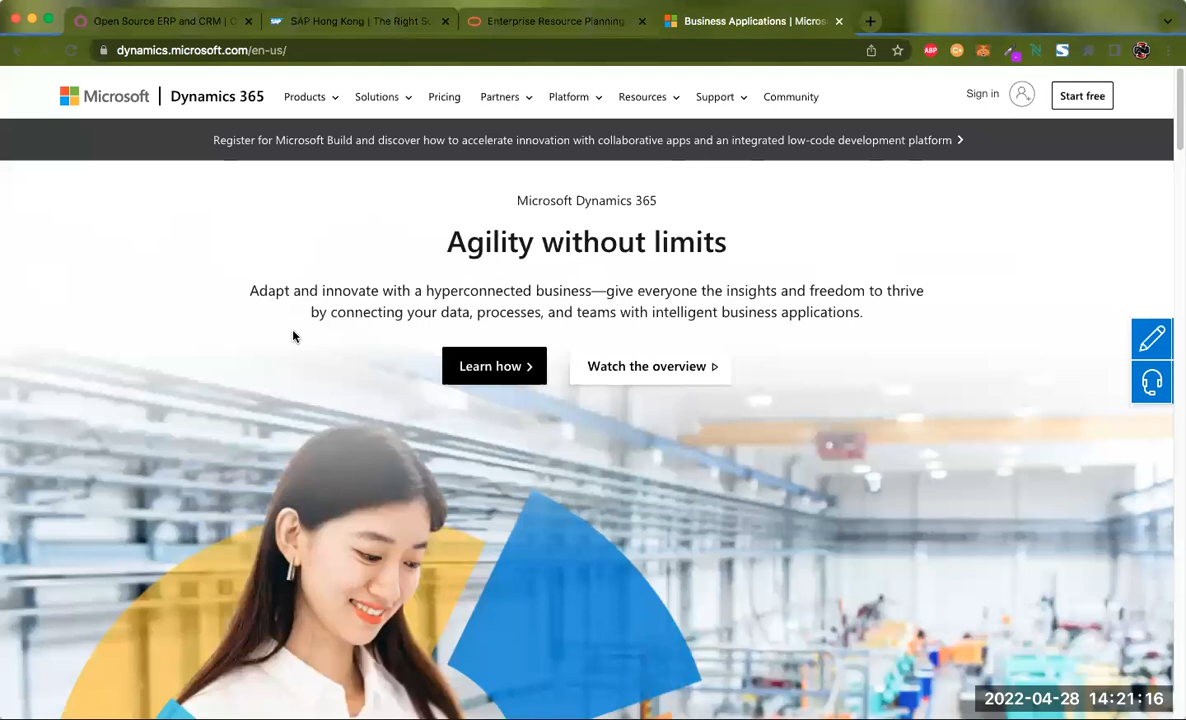 Open Source ERP and CRM | O
SAP Hong Kong | The Right So
Enterprise Resource Planning
Business Applications | Micros
dynamics.microsoft.com/en-us/
ABP
Microsoft
Dynamics 365
Products
Solutions
Pricing
Partners
Platform
Resources
Support
Community
Sign in
Start free
Register for Microsoft Build and discover how to accelerate innovation with collaborative apps and an integrated low-code development platform
Microsoft Dynamics 365
Agility without limits
Adapt and innovate with a hyperconnected business—give everyone the insights and freedom to thrive
by connecting your data, processes, and teams with intelligent business applications.
Learn how
Watch the overview
2022-04-28 14:21:16